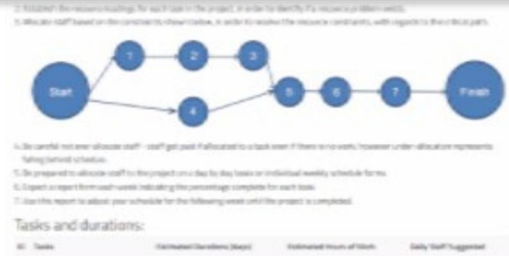 2. Establish the resource loadings for each task in the project, in order to identify if a resource problem exists.
3. Allocate staff based on the constraints shown below, in order to resolve the resource constraints, with regards to the critical path.
1 2 3
Start 5 6 7 Finish
4
4. Be careful not over allocate staff - staff get paid if allocated to a task even if there is no work, however under allocation represents
falling behind schedule.
5. Be prepared to allocate staff to the project on a day by day basis or individual weekly schedule forms.
6. Expect a report from each week indicating the percentage complete for each task.
7. Use this report to adjust your schedule for the following week until the project is completed.
Tasks and durations:
Tasks Estimated Durations (days) Estimated Hours of Work Daily Staff Suggested